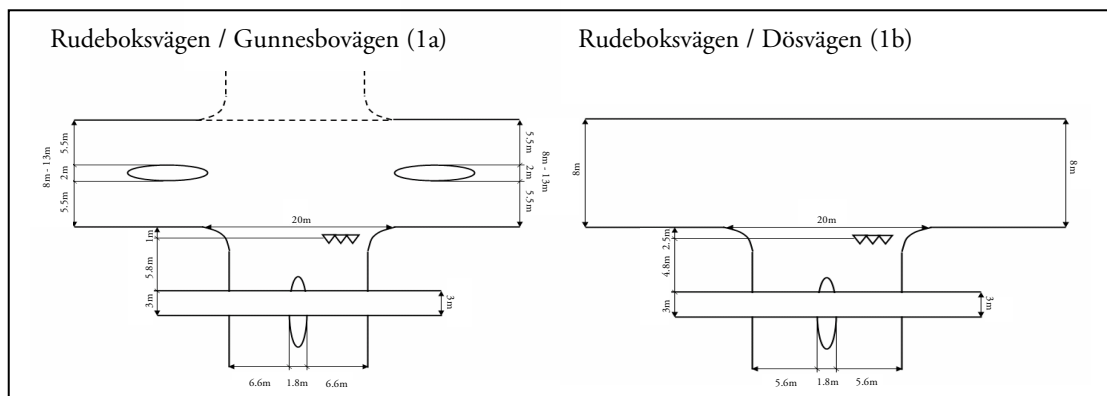 Rudeboksvägen / Gunnesbovägen (1a)
Rudeboksvägen / Dösvägen (1b)
8m - 13m
5.5m
2m
5.5m
5.5m
2m
5.5m
8m - 13m
20m
1m
5.8m
3m
3m
6.6m
1.8m
6.6m
8m
8m
20m
2.5m
4.8m
3m
3m
5.6m
1.8m
5.6m